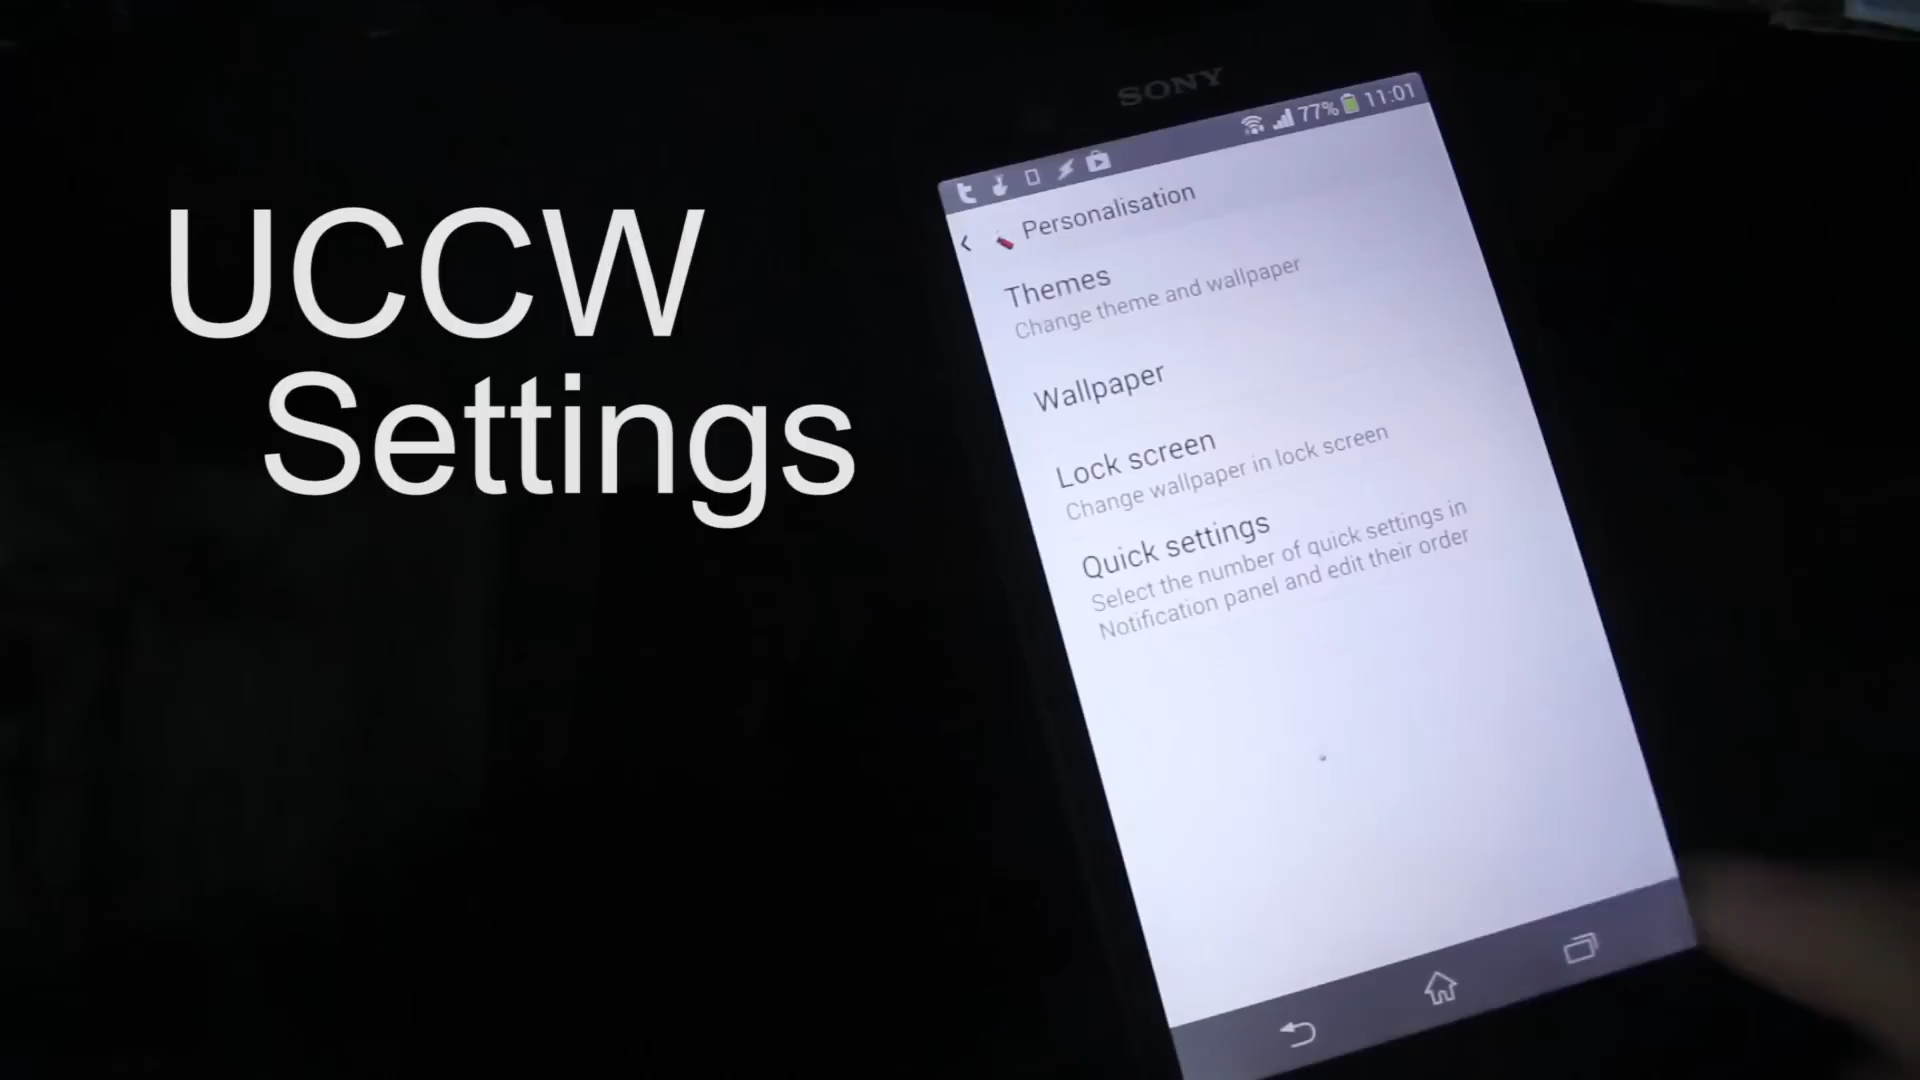 UCCW
Settings
SONY
77% 11:01
Personalisation
Themes
Change theme and wallpaper
Wallpaper
Lock screen
Change wallpaper in lock screen
Quick settings
Select the number of quick settings in
Notification panel and edit their order